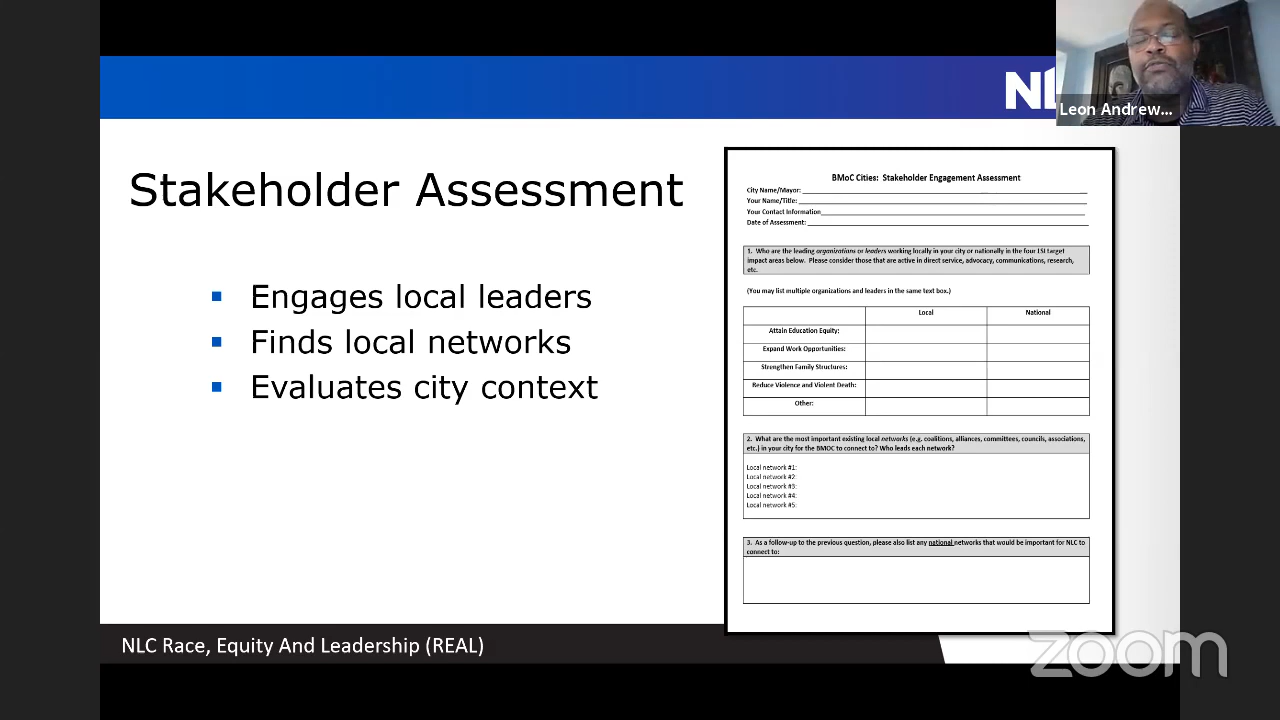 NL
Leon Andrew...
Stakeholder Assessment
Engages local leaders
Finds local networks
Evaluates city context
BMoC Cities: Stakeholder Engagement Assessment
City Name/Mayor:
Your Name/Title:
Your Contact Information
Date of Assessment:
1. Who are the leading organizations or leaders working locally in your city or nationally in the four LSI target
impact areas below. Please consider those that are active in direct service, advocacy, communications, research,
etc.
(You may list multiple organizations and leaders in the same text box.)
Local National
Attain Education Equity:
Expand Work Opportunities:
Strengthen Family Structures:
Reduce Violence and Violent Death:
Other:
2. What are the most important existing local networks (e.g. coalitions, alliances, committees, councils, associations,
etc.) in your city for the BMOC to connect to? Who leads each network?
Local network #1:
Local network #2:
Local network #3:
Local network #4:
Local network #5:
3. As a follow-up to the previous question, please also list any national networks that would be important for NLC to
connect to:
NLC Race, Equity And Leadership (REAL)
zoom